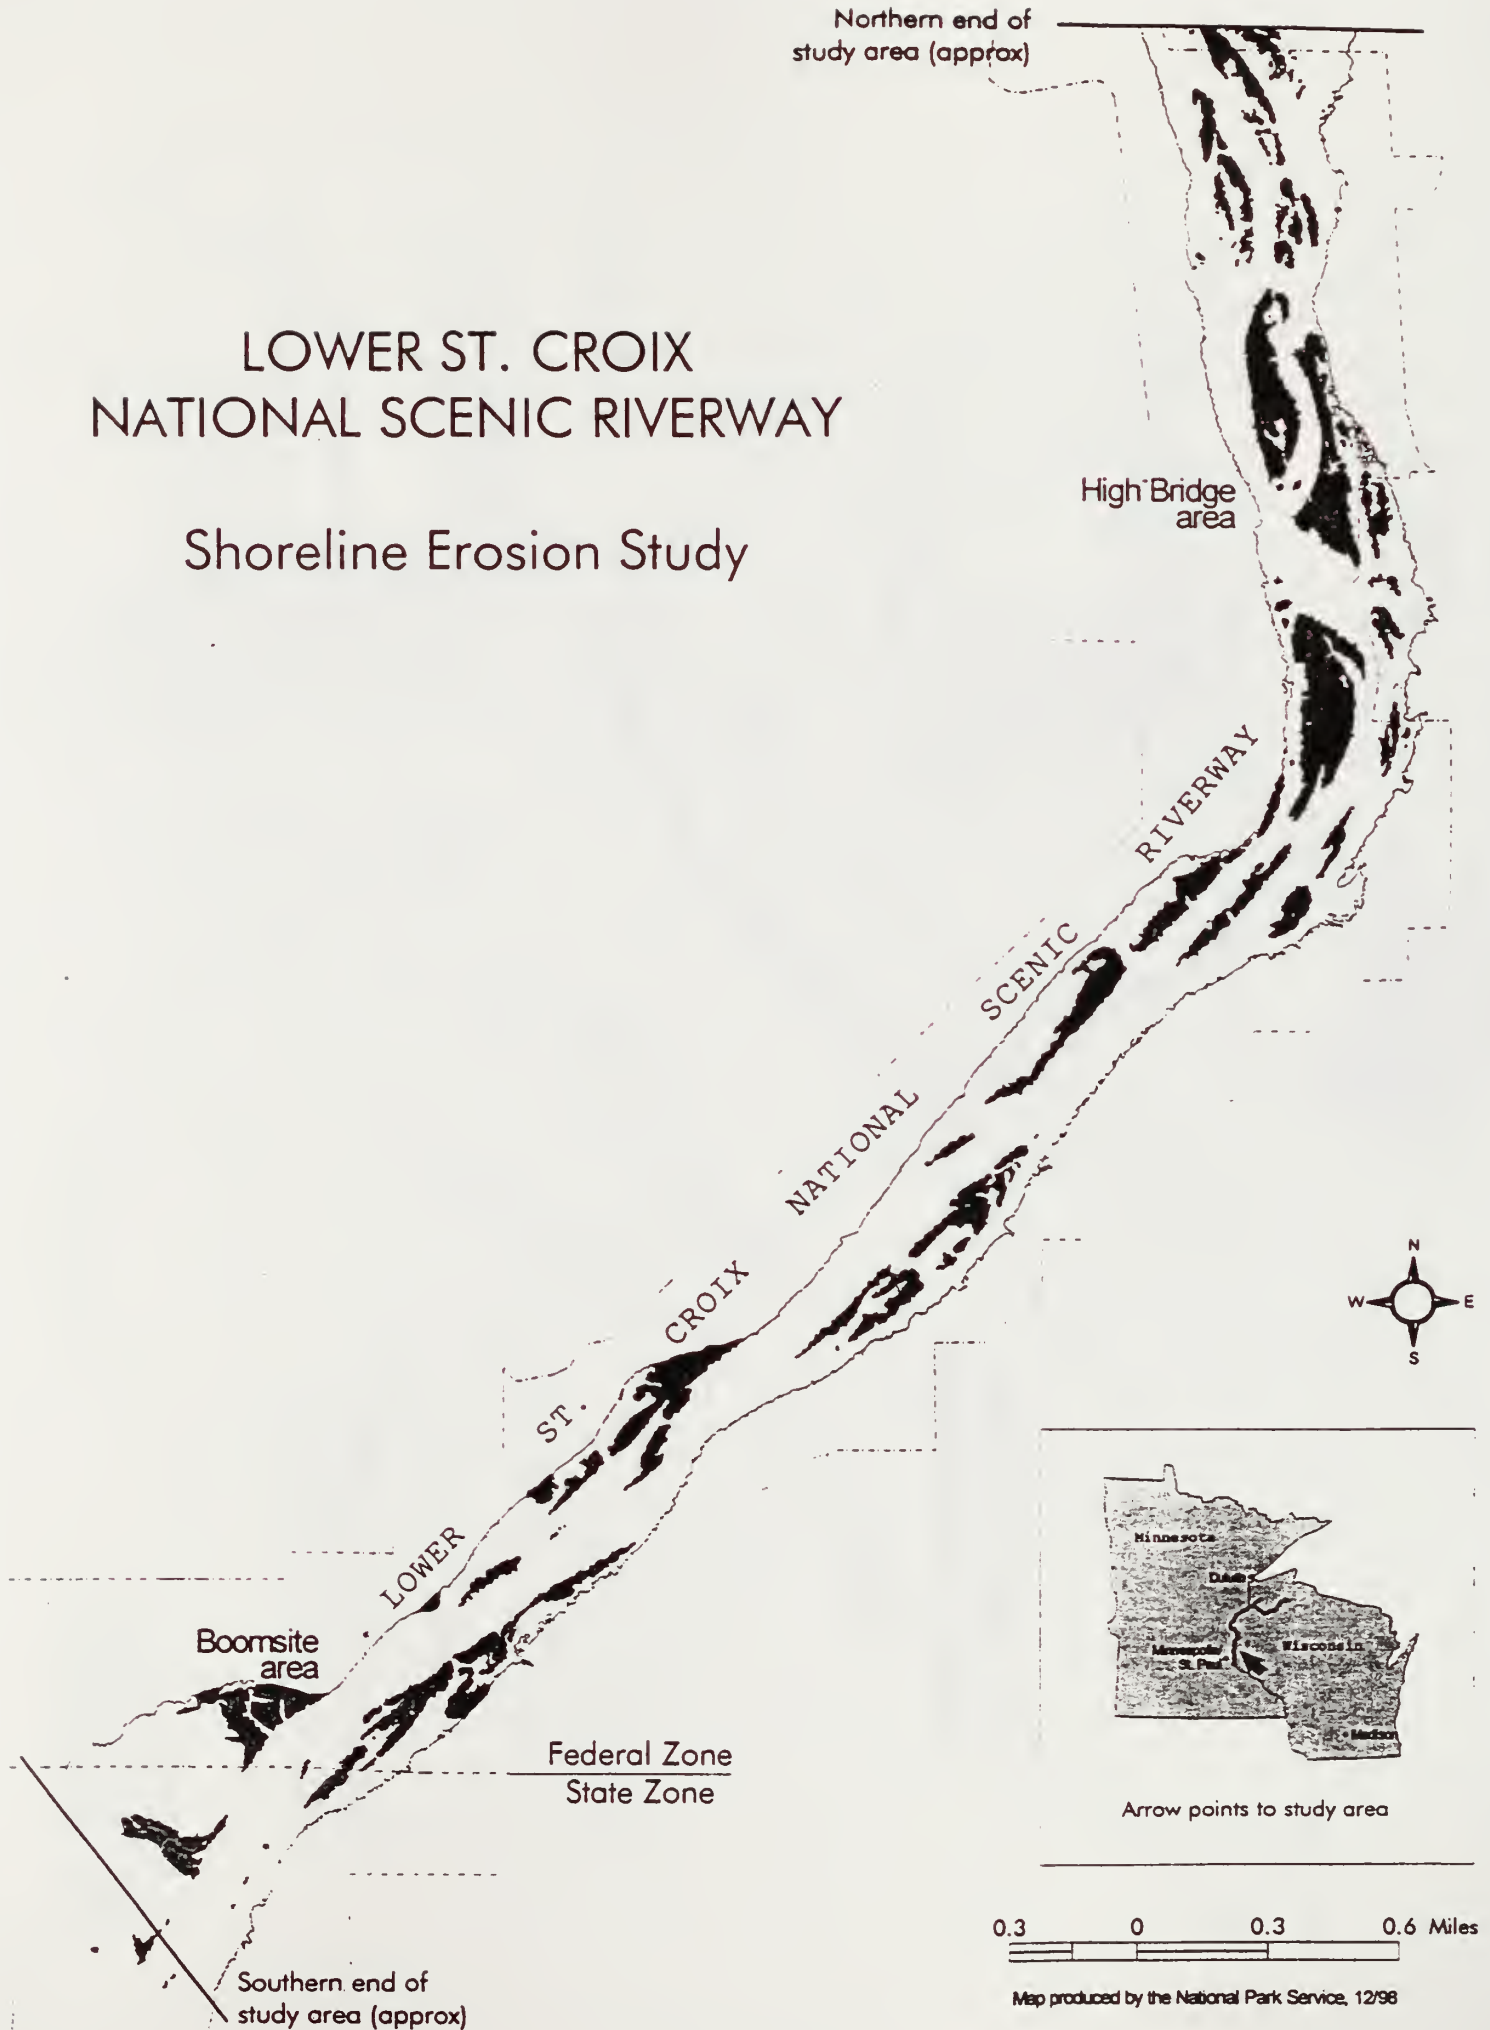 Northern end of
study area (approx)
LOWER ST. CROIX
NATIONAL SCENIC RIVERWAY
Shoreline Erosion Study
High Bridge
area
LOWER ST. CROIX NATIONAL SCENIC RIVERWAY
N
W E
S
Minnesota
Duluth
Wisconsin
Minneapolis
St. Paul
Madison
Arrow points to study area
Boomsite
area
Federal Zone
State Zone
0.3 0 0.3 0.6 Miles
Map produced by the National Park Service, 12/98
Southern end of
study area (approx)